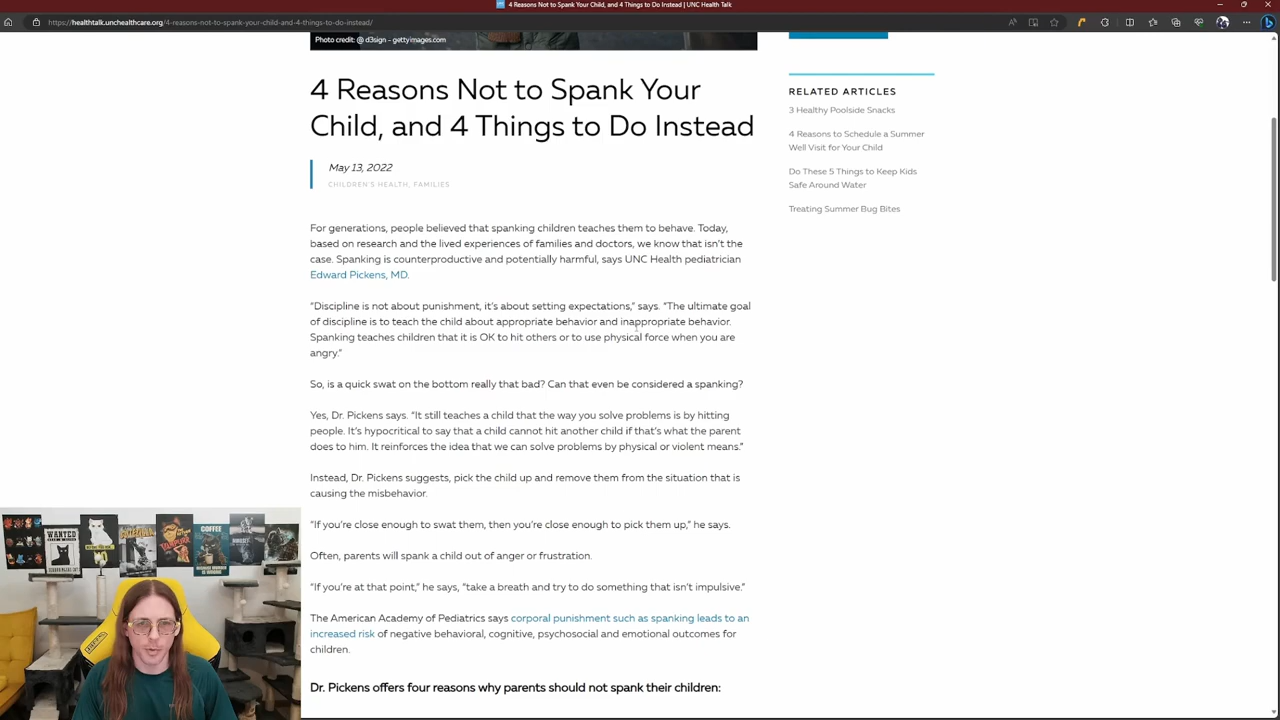 4 Reasons Not to Spank Your Child, and 4 Things to Do Instead | UNC Health Talk
https://healthtalk.unchealthcare.org/4-reasons-not-to-spank-your-child-and-4-things-to-do-instead/
Photo credit: @ d3sign - gettyimages.com
4 Reasons Not to Spank Your
Child, and 4 Things to Do Instead
May 13, 2022
CHILDREN'S HEALTH, FAMILIES
For generations, people believed that spanking children teaches them to behave. Today,
based on research and the lived experiences of families and doctors, we know that isn't the
case. Spanking is counterproductive and potentially harmful, says UNC Health pediatrician
Edward Pickens, MD.
"Discipline is not about punishment, it's about setting expectations," says. "The ultimate goal
of discipline is to teach the child about appropriate behavior and inappropriate behavior.
Spanking teaches children that it is OK to hit others or to use physical force when you are
angry."
So, is a quick swat on the bottom really that bad? Can that even be considered a spanking?
Yes, Dr. Pickens says. "It still teaches a child that the way you solve problems is by hitting
people. It's hypocritical to say that a child cannot hit another child if that's what the parent
does to him. It reinforces the idea that we can solve problems by physical or violent means."
Instead, Dr. Pickens suggests, pick the child up and remove them from the situation that is
causing the misbehavior.
"If you're close enough to swat them, then you're close enough to pick them up," he says.
Often, parents will spank a child out of anger or frustration.
"If you're at that point," he says, "take a breath and try to do something that isn't impulsive."
The American Academy of Pediatrics says corporal punishment such as spanking leads to an
increased risk of negative behavioral, cognitive, psychosocial and emotional outcomes for
children.
Dr. Pickens offers four reasons why parents should not spank their children:
RELATED ARTICLES
3 Healthy Poolside Snacks
4 Reasons to Schedule a Summer
Well Visit for Your Child
Do These 5 Things to Keep Kids
Safe Around Water
Treating Summer Bug Bites
WANTED
COFFEE